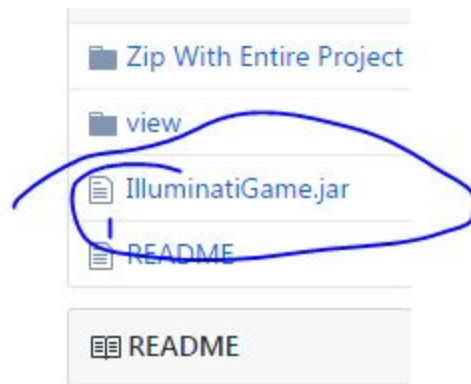 Zip With Entire Project
view
IlluminatiGame.jar
README
README